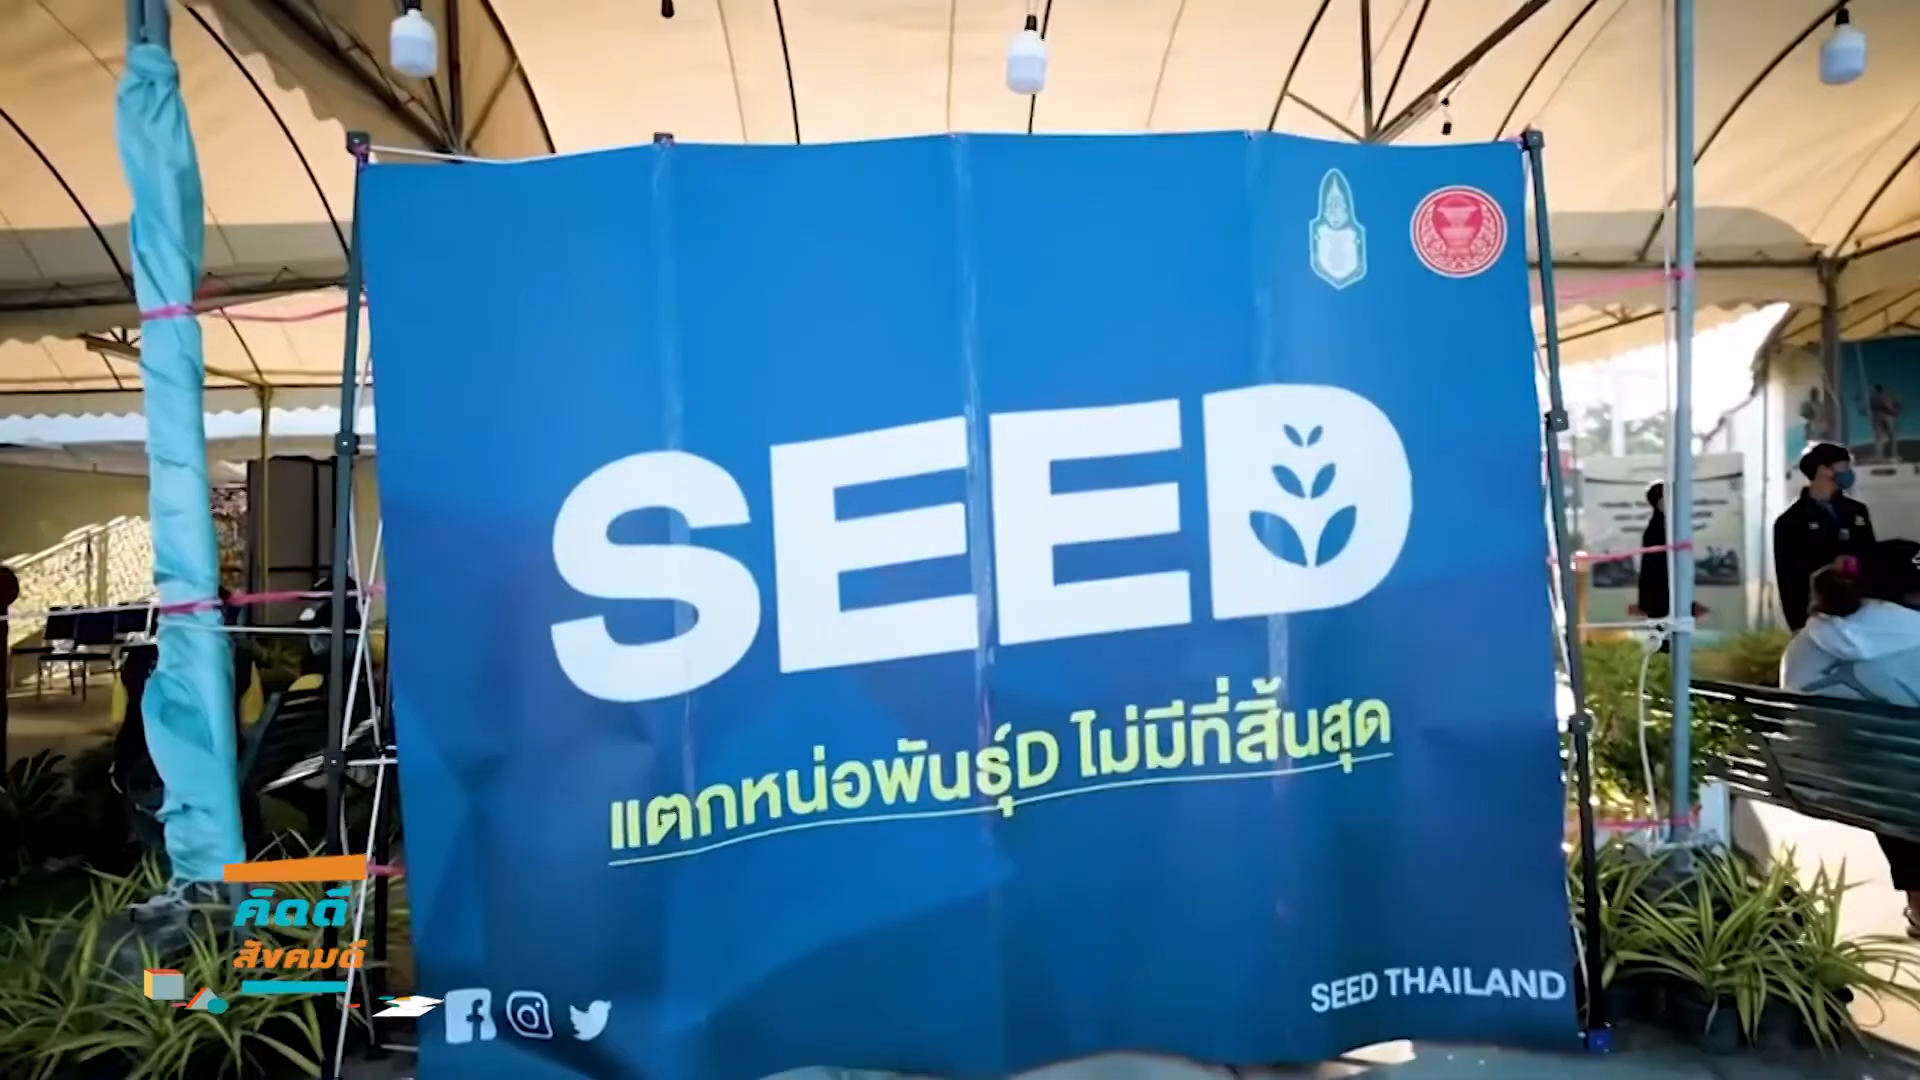 SEED
แตกหน่อพันธุ์D ไม่มีที่สิ้นสุด
SEED THAILAND
คิดดี
สังคมดี